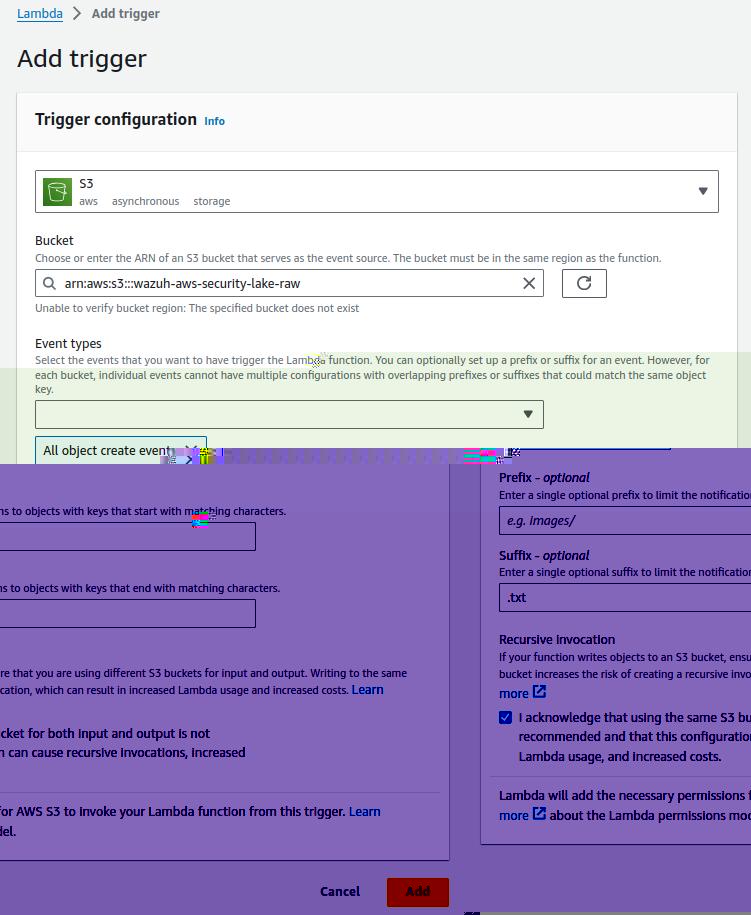 Lambda > Add trigger
Add trigger
Trigger configuration Info
S3
aws asynchronous storage
Bucket
Choose or enter the ARN of an S3 bucket that serves as the event source. The bucket must be in the same region as the function.
arn:aws:s3:::wazuh-aws-security-lake-raw
Unable to verify bucket region: The specified bucket does not exist
Event types
Select the events that you want to have trigger the Lambda function. You can optionally set up a prefix or suffix for an event. However, for
each bucket, individual events cannot have multiple configurations with overlapping prefixes or suffixes that could match the same object
key.
All object create events
ns to objects with keys that start with matching characters.
ns to objects with keys that end with matching characters.
re that you are using different S3 buckets for input and output. Writing to the same
cation, which can result in increased Lambda usage and increased costs. Learn
cket for both input and output is not
n can cause recursive invocations, increased
for AWS S3 to invoke your Lambda function from this trigger. Learn
del.
Prefix - optional
Enter a single optional prefix to limit the notificatio
e.g. images/
Suffix - optional
Enter a single optional suffix to limit the notificatio
.txt
Recursive invocation
If your function writes objects to an S3 bucket, ensu
bucket increases the risk of creating a recursive invo
more
I acknowledge that using the same S3 bu
recommended and that this configuratio
Lambda usage, and increased costs.
Lambda will add the necessary permissions f
more about the Lambda permissions mod
Cancel Add